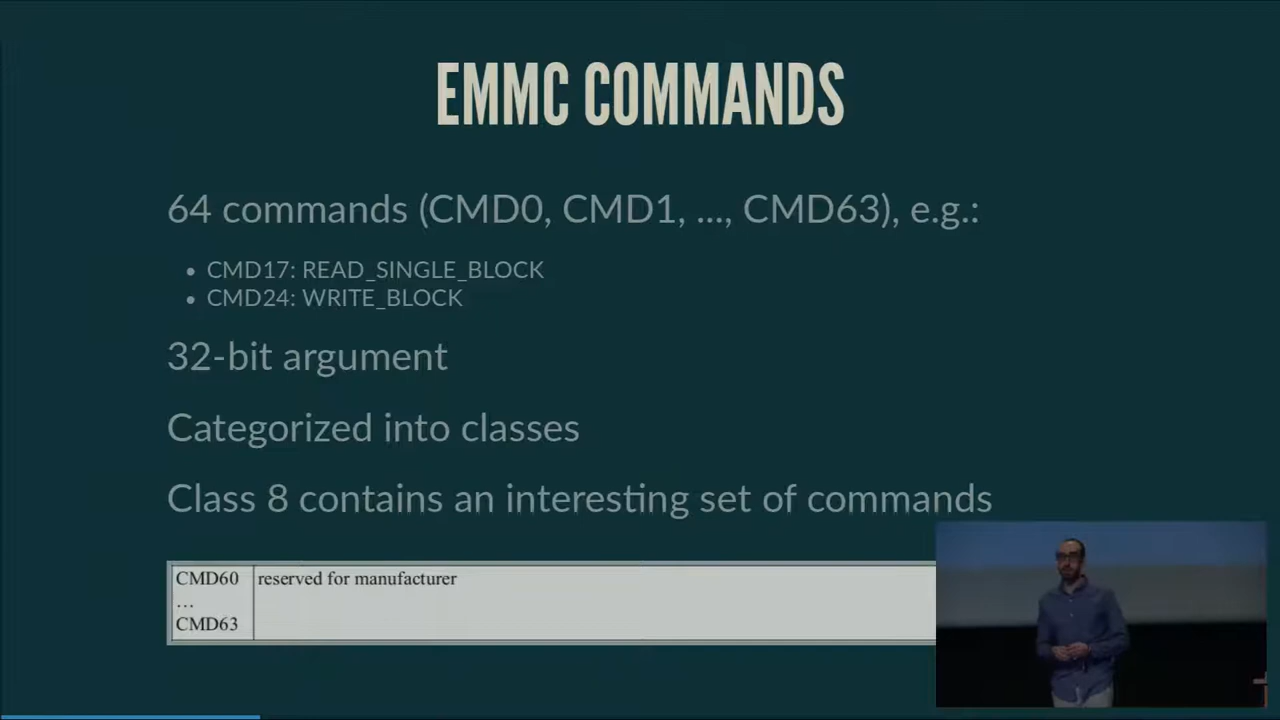 EMMC COMMANDS
64 commands (CMD0, CMD1, ..., CMD63), e.g.:
• CMD17: READ_SINGLE_BLOCK
• CMD24: WRITE_BLOCK
32-bit argument
Categorized into classes
Class 8 contains an interesting set of commands
CMD60 reserved for manufacturer
...
CMD63